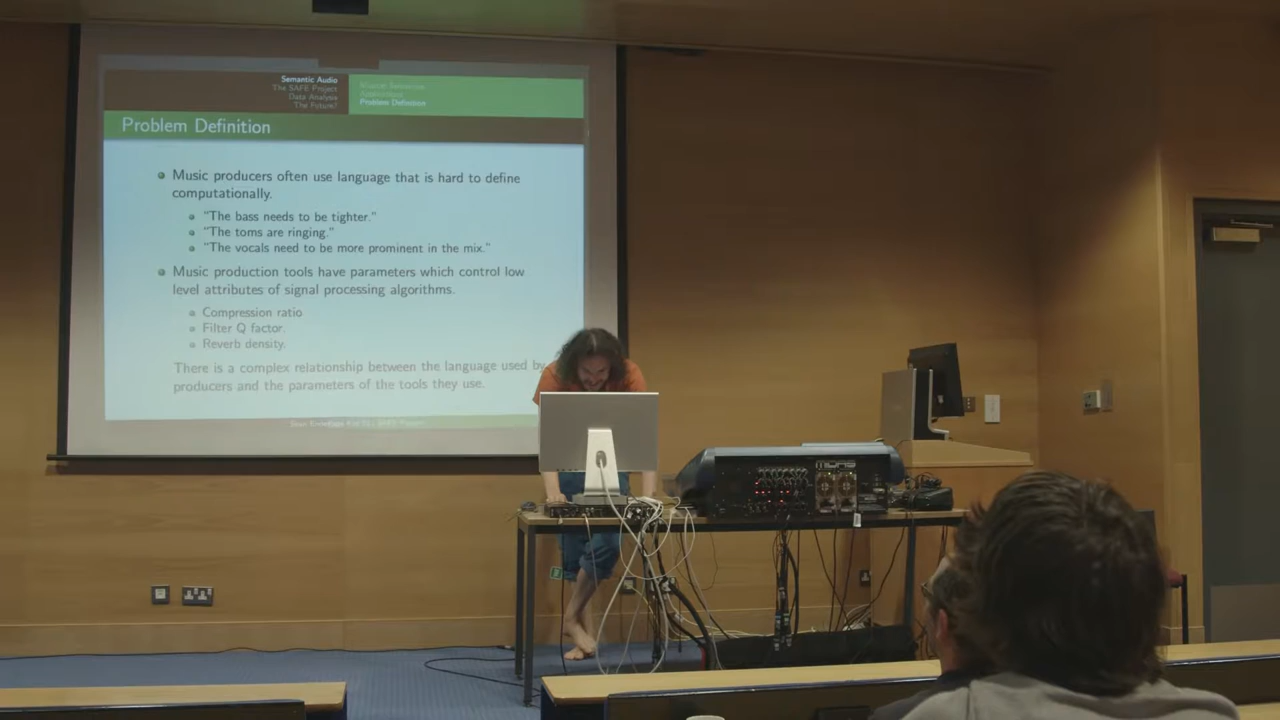 Semantic Audio
The SAFE Project
Data Analysis
The Future?
Problem Definition
Problem Definition
Music producers often use language that is hard to define
computationally.
“The bass needs to be tighter.”
“The toms are ringing.”
“The vocals need to be more prominent in the mix.”
Music production tools have parameters which control low
level attributes of signal processing algorithms.
Compression ratio
Filter Q factor.
Reverb density.
There is a complex relationship between the language used by
producers and the parameters of the tools they use.